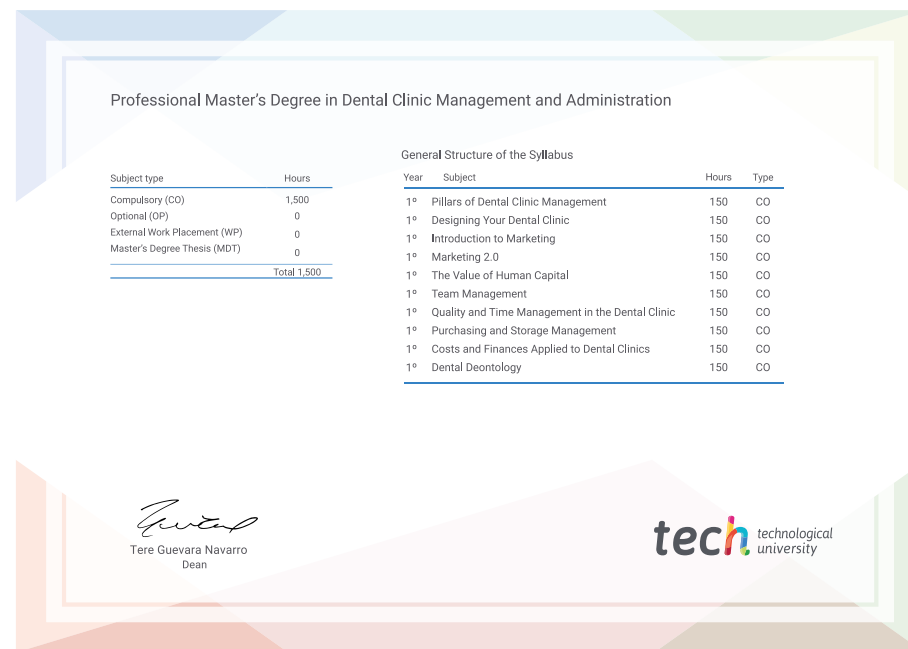 Professional Master's Degree in Dental Clinic Management and Administration
Subject type Hours
Compulsory (CO) 1,500
Optional (OP) 0
External Work Placement (WP) 0
Master's Degree Thesis (MDT) 0
Total 1,500
General Structure of the Syllabus
Year Subject Hours Type
1º Pillars of Dental Clinic Management 150 CO
1º Designing Your Dental Clinic 150 CO
1º Introduction to Marketing 150 CO
1º Marketing 2.0 150 CO
1º The Value of Human Capital 150 CO
1º Team Management 150 CO
1º Quality and Time Management in the Dental Clinic 150 CO
1º Purchasing and Storage Management 150 CO
1º Costs and Finances Applied to Dental Clinics 150 CO
1º Dental Deontology 150 CO
Tere Guevara Navarro
Dean
tech technological
university